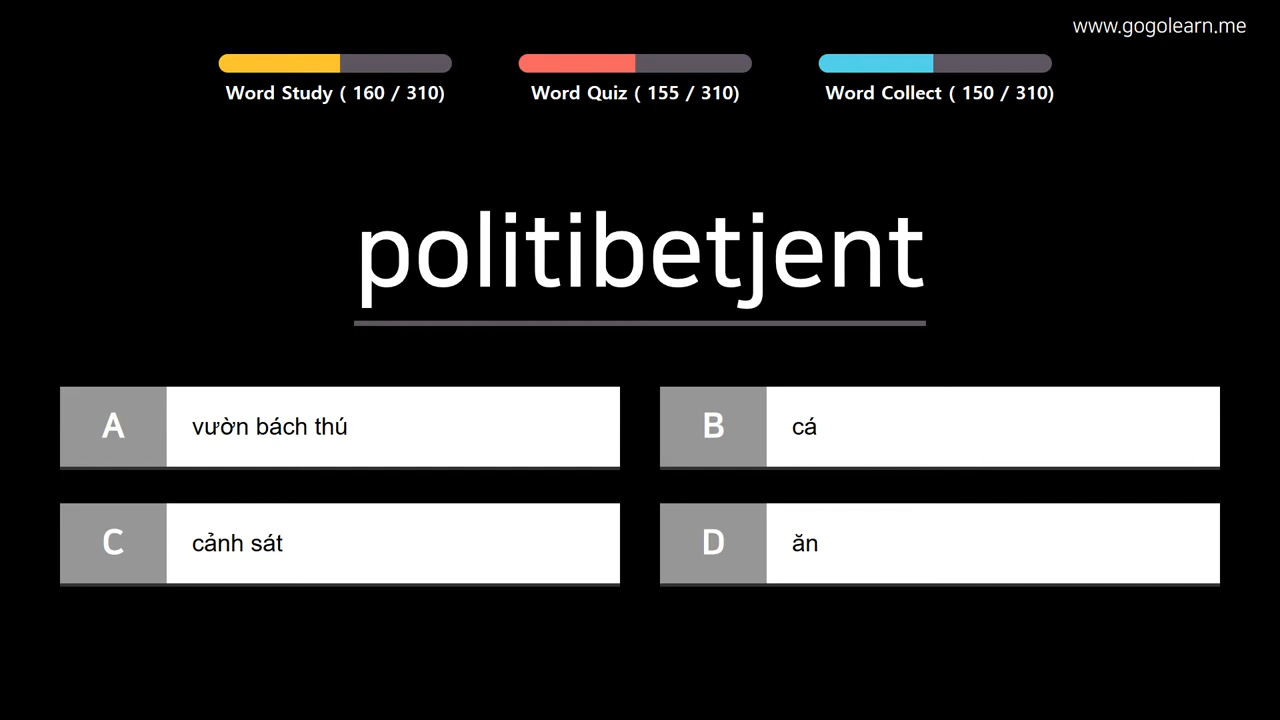 www.gogolearn.me
Word Study ( 160 / 310)
Word Quiz ( 155 / 310)
Word Collect ( 150 / 310)
politibetjent
A
vườn bách thú
B
cá
C
cảnh sát
D
ăn